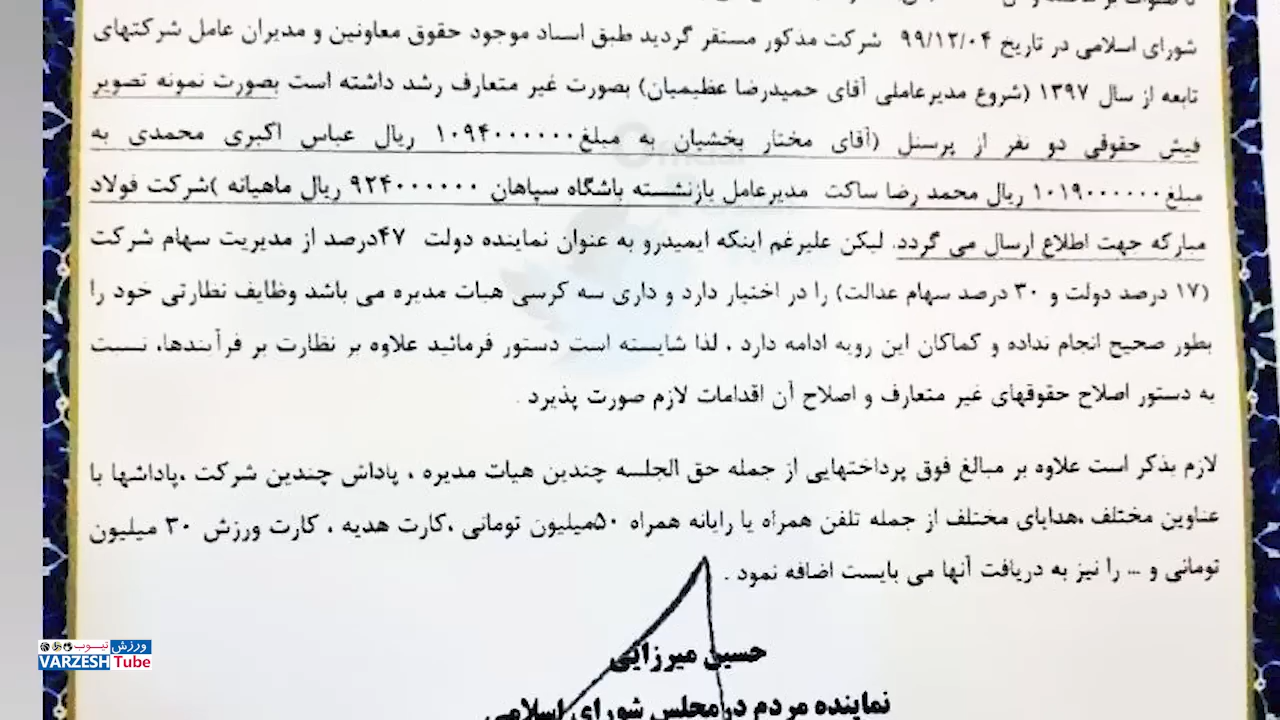 شورای اسلامی در تاریخ ۹۹/۱۲/۰۴ شرکت مذکور مستقر گردید طبق اسناد موجود حقوق معاونین و مدیران عامل شرکتهای
تابعه از سال ۱۳۹۷ (شروع مدیرعاملی آقای حمیدرضا عظیمیان) بصورت غیر متعارف رشد داشته است بصورت نمونه تصویر
فیش حقوقی دو نفر از پرسنل (آقای مختار بخشیان به مبلغ ۱۰۹۴۰۰۰۰۰۰ ریال عباس اکبری محمدی به
مبلغ ۱۰۱۹۰۰۰۰۰۰ ریال محمد رضا ساکت مدیرعامل بازنشسته باشگاه سپاهان ۹۲۴۰۰۰۰۰۰ ریال ماهیانه )شرکت فولاد
مبارکه جهت اطلاع ارسال می گردد. لیکن علیرغم اینکه ایمیدرو به عنوان نماینده دولت ۴۷درصد از مدیریت سهام شرکت
(۱۷ درصد دولت و ۳۰ درصد سهام عدالت) را در اختیار دارد و داری سه کرسی هیات مدیره می باشد وظایف نظارتی خود را
بطور صحیح انجام نداده و کماکان این رویه ادامه دارد ، لذا شایسته است دستور فرمائید علاوه بر نظارت بر فرآیندها، نسبت
به دستور اصلاح حقوقهای غیر متعارف و اصلاح آن اقدامات لازم صورت پذیرد .
لازم بذکر است علاوه بر مبالغ فوق پرداختهایی از جمله حق الجلسه چندین هیات مدیره ، پاداش چندین شرکت ،پاداشها با
عناوین مختلف ،هدایای مختلف از جمله تلفن همراه یا رایانه همراه ۵۰میلیون تومانی ،کارت هدیه ، کارت ورزش ۳۰ میلیون
تومانی و ... را نیز به دریافت آنها می بایست اضافه نمود .
حسین میرزایی
نماینده مردم درمجلس شورای اسلامی
ورزش تیوب
VARZESH Tube